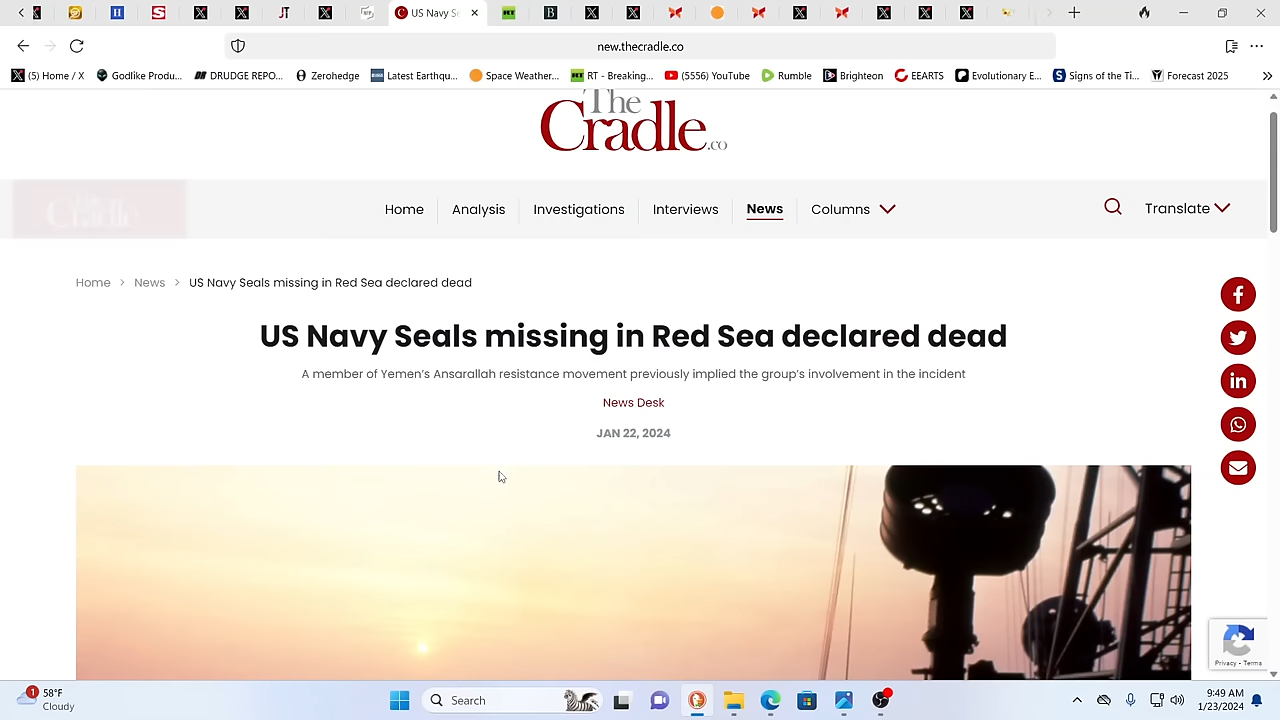 US Navy Se
(5) Home / X
Godlike Produ...
DRUDGE REPO...
Zerohedge
Latest Earthqu...
Space Weather...
RT - Breaking...
(5556) YouTube
Rumble
Brighteon
EEARTS
Evolutionary E...
Signs of the Ti...
Forecast 2025
new.thecradle.co
The
Cradle.co
Home
Analysis
Investigations
Interviews
News
Columns
Translate
Home > News > US Navy Seals missing in Red Sea declared dead
US Navy Seals missing in Red Sea declared dead
A member of Yemen's Ansarallah resistance movement previously implied the group's involvement in the incident
News Desk
JAN 22, 2024
Privacy - Terms
1
58°F
Cloudy
Search
9:49 AM
1/23/2024